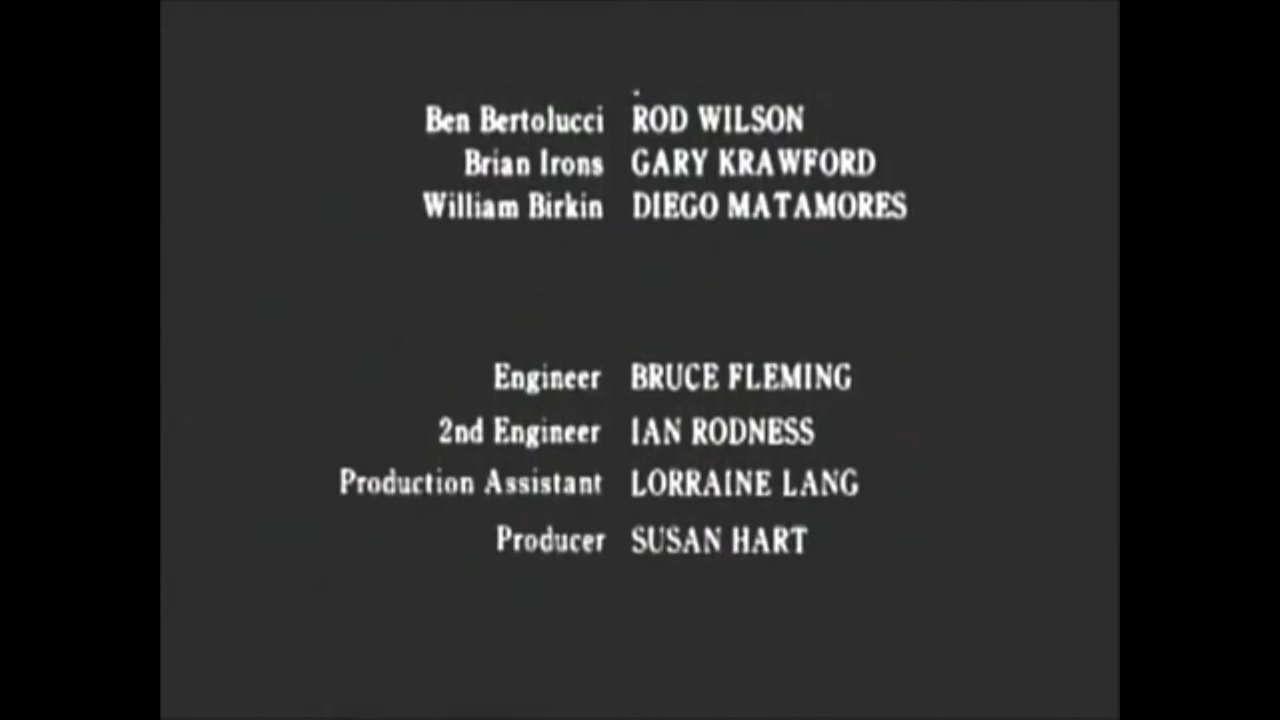 Ben Bertolucci ROD WILSON
Brian Irons GARY KRAWFORD
William Birkin DIEGO MATAMORES
Engineer BRUCE FLEMING
2nd Engineer IAN RODNESS
Production Assistant LORRAINE LANG
Producer SUSAN HART